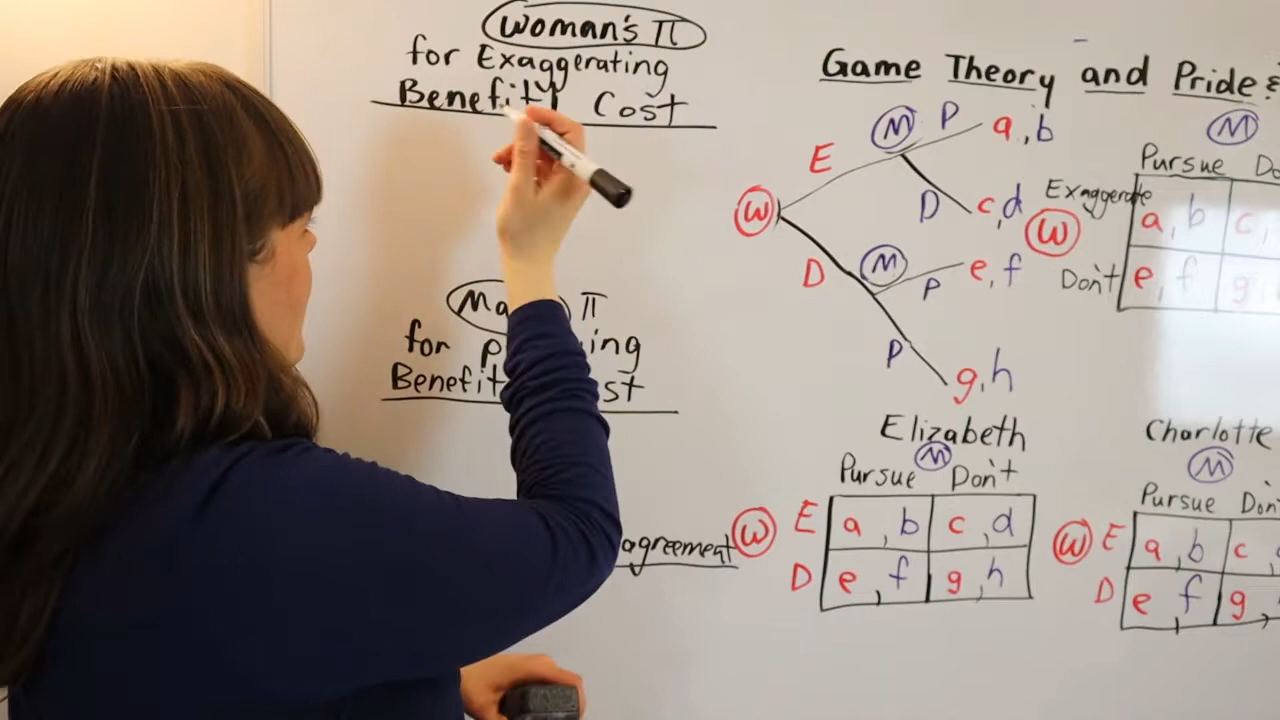 Woman's π
for Exaggerating
Benefit Cost
π
for
Benefit
agreement
Game Theory and Pride &
W
E
M
P
a, b
D
c, d
D
M
P
e, f
P
g, h
M
Pursue
Exaggerate
W
a, b
c,
Don't
e, f
g,
Elizabeth
M
Pursue Don't
W
E
a, b
c, d
D
e, f
g, h
Charlotte
M
Pursue Don't
W
E
a, b
c,
D
e, f
g,